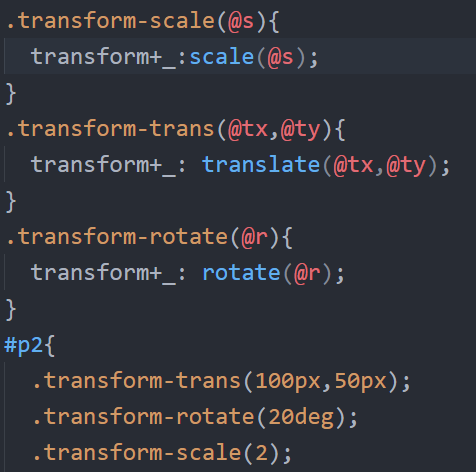 .transform-scale(@s){
  transform+_:scale(@s);
}
.transform-trans(@tx,@ty){
  transform+_: translate(@tx,@ty);
}
.transform-rotate(@r){
  transform+_: rotate(@r);
}
#p2{
  .transform-trans(100px,50px);
  .transform-rotate(20deg);
  .transform-scale(2);